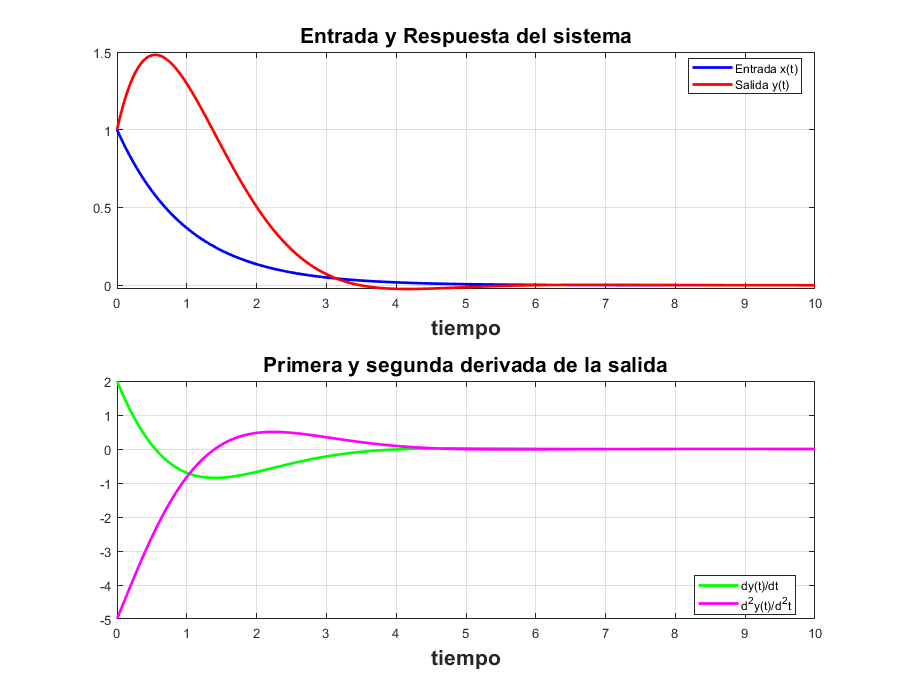 Entrada y Respuesta del sistema
1.5
1
0.5
0
Entrada x(t)
Salida y(t)
0 1 2 3 4 5 6 7 8 9 10
tiempo
Primera y segunda derivada de la salida
2
1
0
-1
-2
-3
-4
-5
dy(t)/dt
d²y(t)/d²t
0 1 2 3 4 5 6 7 8 9 10
tiempo